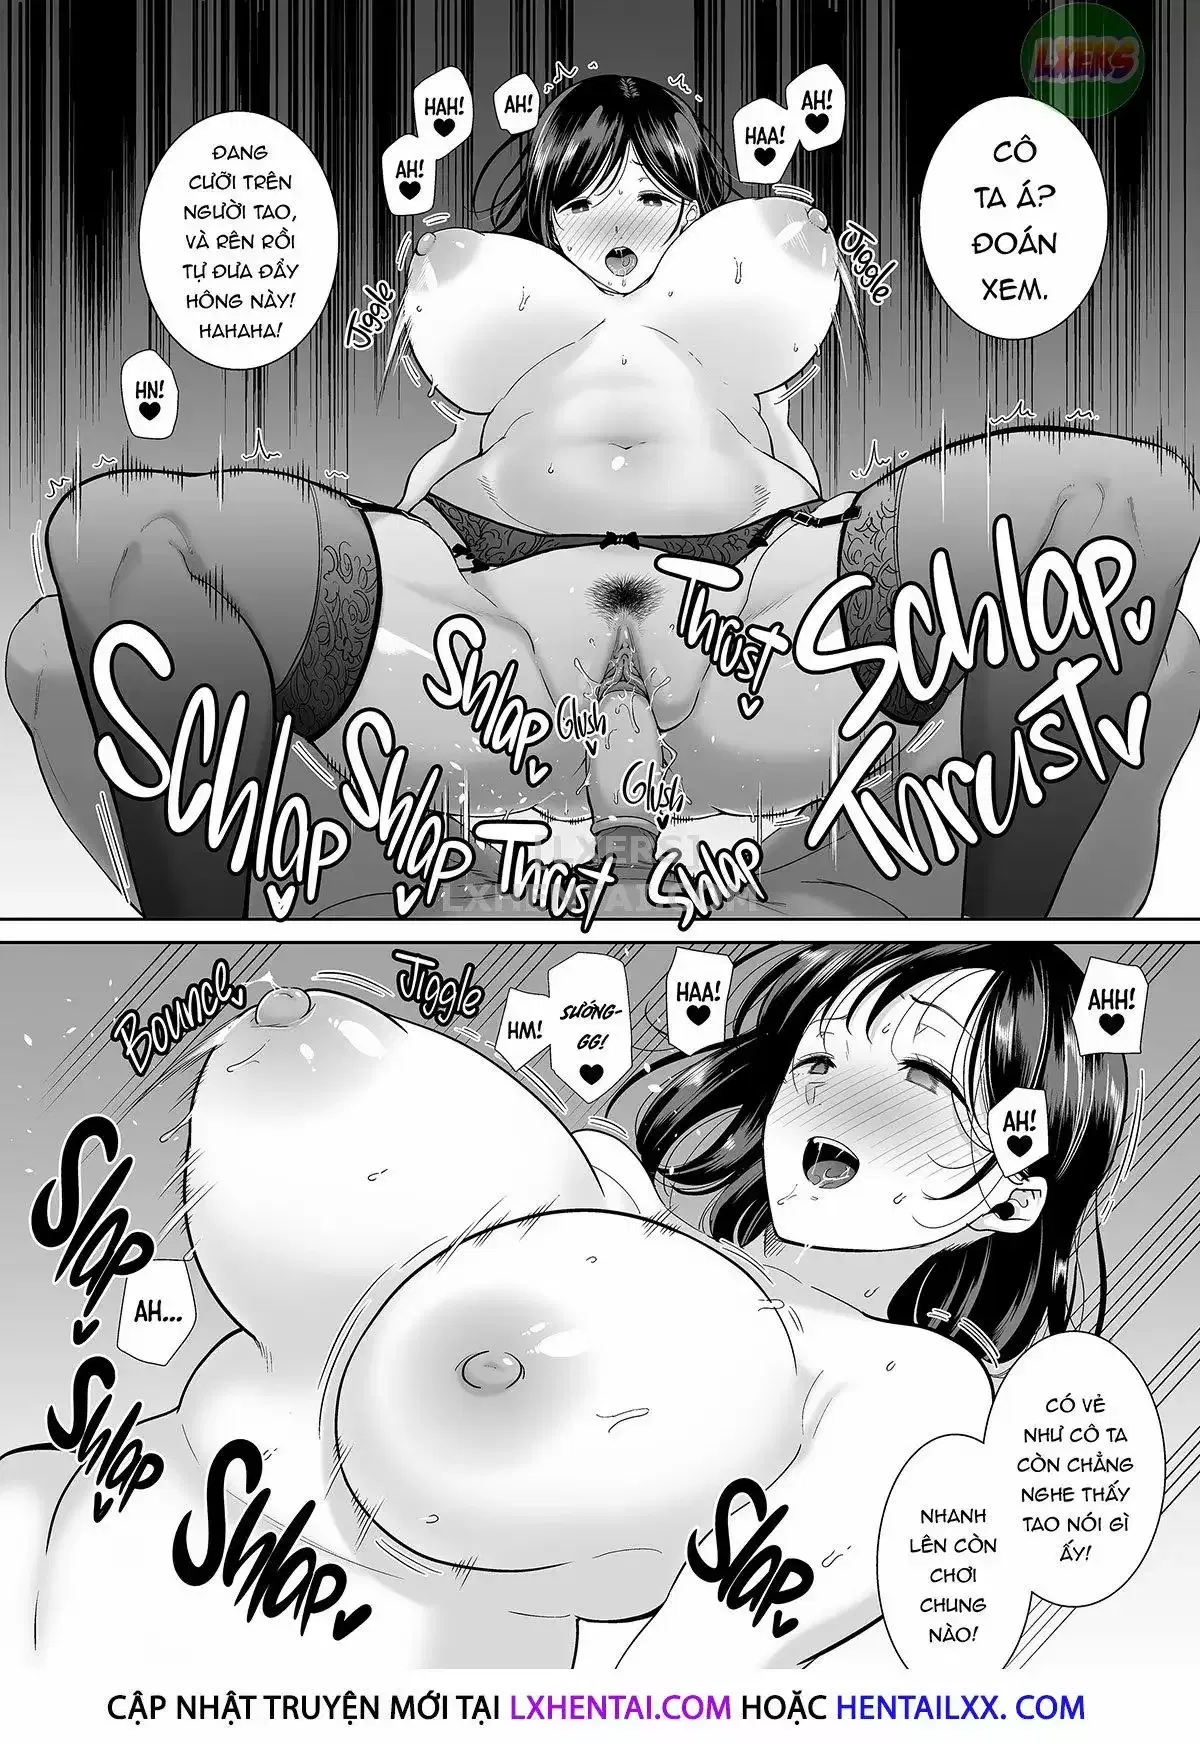 LXERS
CÔ
TA Á?
ĐOÁN
XEM.
AH!
HAA!
AH!
HAH!
AH!
ĐANG
CƯỠI TRÊN
NGƯỜI TAO,
VÀ RÊN RỒI
TỰ ĐƯA ĐẨY
HÔNG NÀY!
HAHAHA!
HN!
Jiggle
Jiggle
Schlap
Thrust
Thrust
Shlap
Glush
Glush
Schlap
Shlap
Thrust
Shlap
[LXERS]
LXHENTAI.COM
AHH!
AH!
HAA!
SƯỚNG-
GG!
HM!
Jiggle
Bounce
Slap
AH...
Shlap
Shlap
Slap
CÓ VẺ
NHƯ CÔ TA
CÒN CHẲNG
NGHE THẤY
TAO NÓI GÌ
ẤY!
NHANH
LÊN CÒN
CHƠI
CHUNG
NÀO!
CẬP NHẬT TRUYỆN MỚI TẠI LXHENTAI.COM HOẶC HENTAILXX. COM